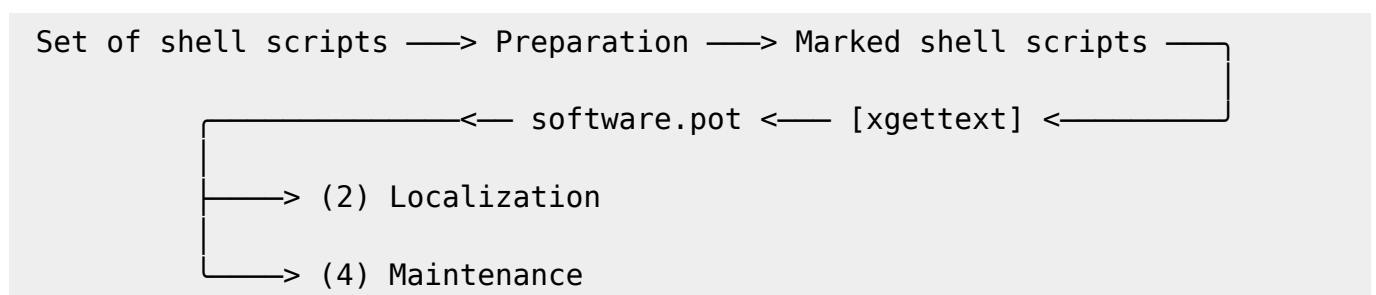 Set of shell scripts ───> Preparation ───> Marked shell scripts ───╮
╭──────────────<── software.pot <─── [xgettext] <─────────╯
├────> (2) Localization
╰────> (4) Maintenance